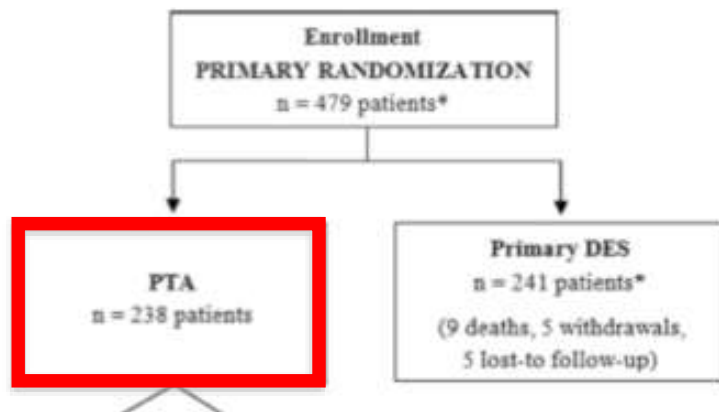 Enrollment
PRIMARY RANDOMIZATION
n = 479 patients*
PTA
n = 238 patients
Primary DES
n = 241 patients*
(9 deaths, 5 withdrawals,
5 lost-to follow-up)